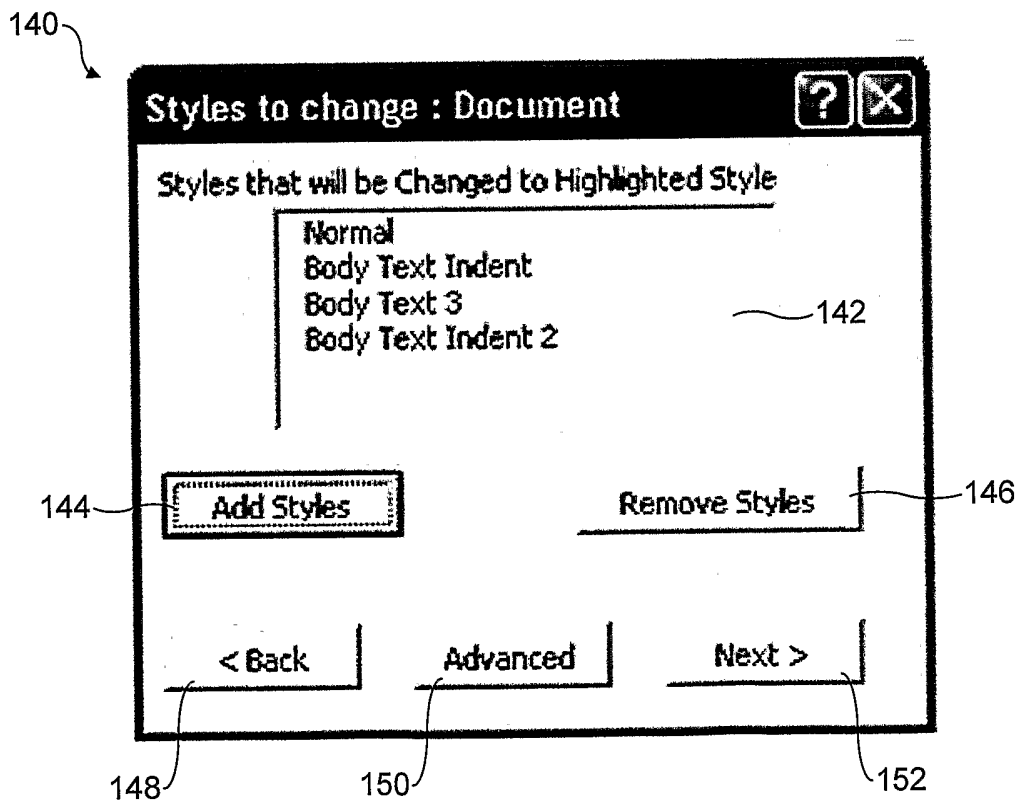 140
Styles to change : Document ? X
Styles that will be Changed to Highlighted Style
Normal
Body Text Indent
Body Text 3
Body Text Indent 2
142
144 Add Styles Remove Styles 146
< Back Advanced Next >
148 150 152